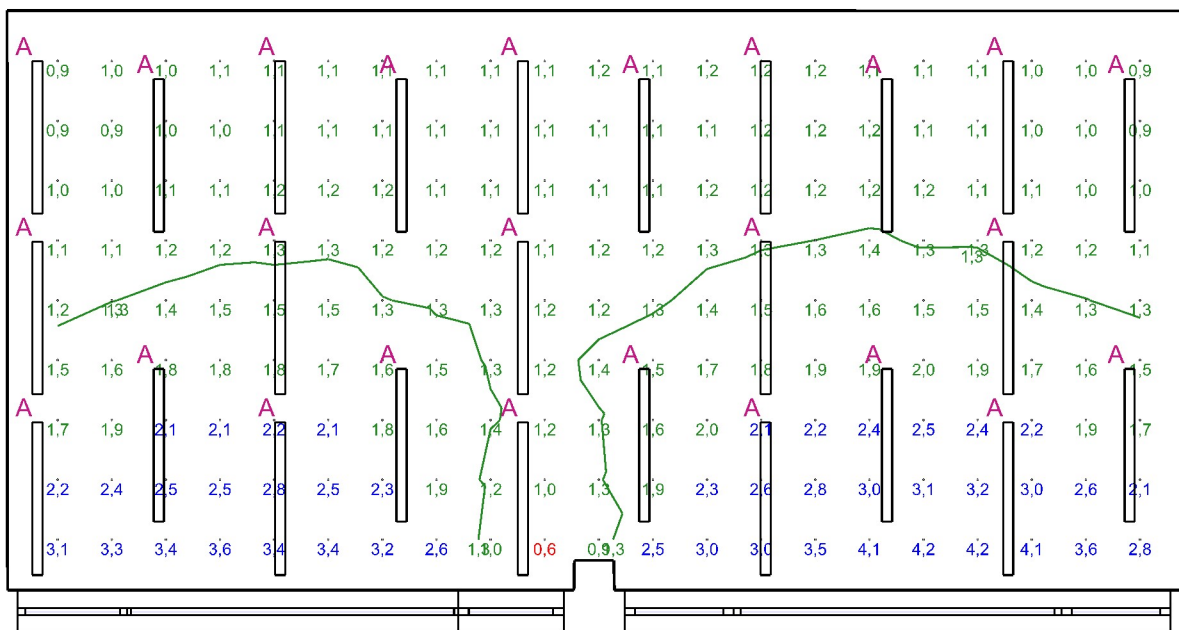 A A A A A
A A A A A
0,9 1,0 1,0 1,1 1,1 1,1 1,1 1,1 1,1 1,1 1,2 1,1 1,2 1,2 1,2 1,1 1,1 1,1 1,0 1,0 0,9
0,9 0,9 1,0 1,0 1,1 1,1 1,1 1,1 1,1 1,1 1,1 1,1 1,1 1,2 1,2 1,2 1,1 1,1 1,0 1,0 0,9
1,0 1,0 1,1 1,1 1,2 1,2 1,2 1,1 1,1 1,1 1,1 1,1 1,2 1,2 1,2 1,2 1,2 1,1 1,1 1,0 1,0
A A A A A
1,1 1,1 1,2 1,2 1,3 1,3 1,2 1,2 1,2 1,2 1,2 1,2 1,3 1,3 1,3 1,4 1,3 1,3 1,2 1,2 1,1
1,3
1,2 1,3 1,3 1,4 1,5 1,5 1,5 1,3 1,3 1,3 1,2 1,2 1,3 1,4 1,5 1,6 1,6 1,5 1,5 1,4 1,3 1,3
A A A A A
1,5 1,6 1,8 1,8 1,8 1,7 1,6 1,5 1,3 1,2 1,4 1,5 1,7 1,8 1,9 1,9 2,0 1,9 1,7 1,6 1,5
A A A A A
1,7 1,9 2,1 2,1 2,2 2,1 1,8 1,6 1,4 1,2 1,3 1,6 2,0 2,1 2,2 2,4 2,5 2,4 2,2 1,9 1,7
2,2 2,4 2,5 2,5 2,8 2,5 2,3 1,9 1,2 1,0 1,3 1,9 2,3 2,6 2,8 3,0 3,1 3,2 3,0 2,6 2,1
3,1 3,3 3,4 3,6 3,4 3,4 3,2 2,6 1,3 1,0 0,6 0,9 1,3 2,5 3,0 3,0 3,5 4,1 4,2 4,2 4,1 3,6 2,8